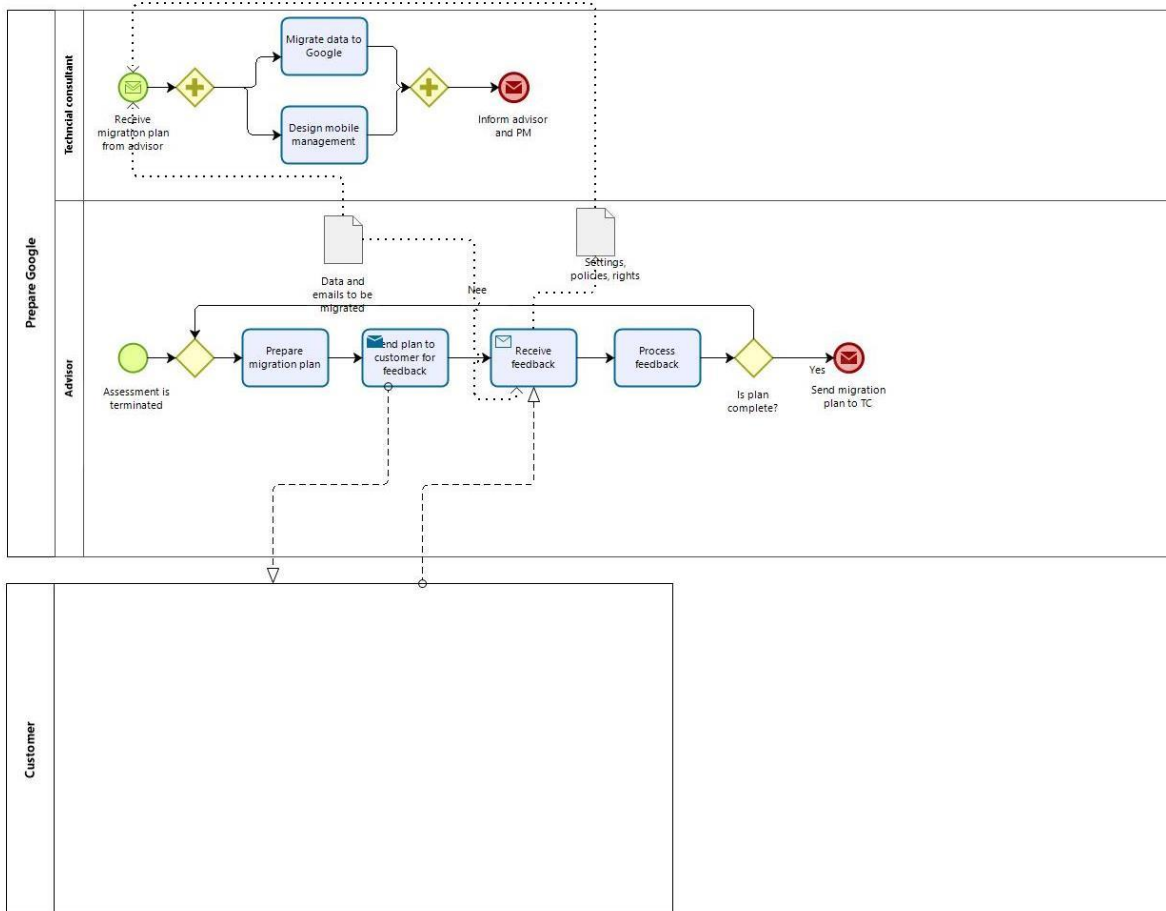 Prepare Google
Techncial consultant
Receive
migration plan
from advisor
Migrate data to
Google
Design mobile
management
Inform advisor
and PM
Advisor
Data and
emails to be
migrated
Settings,
policies, rights
Nee
Assessment is
terminated
Prepare
migration plan
end plan to
customer for
feedback
Receive
feedback
Process
feedback
Is plan
complete?
Yes
Send migration
plan to TC
Customer